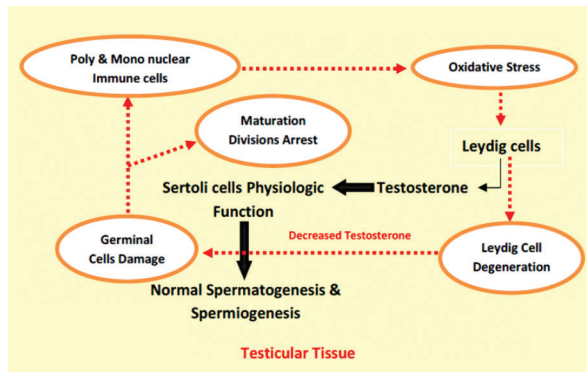 Poly & Mono nuclear
Immune cells
Oxidative Stress
Maturation
Divisions Arrest
Leydig cells
Sertoli cells Physiologic
Function
Testosterone
Germinal
Cells Damage
Decreased Testosterone
Leydig Cell
Degeneration
Normal Spermatogenesis &
Spermiogenesis
Testicular Tissue